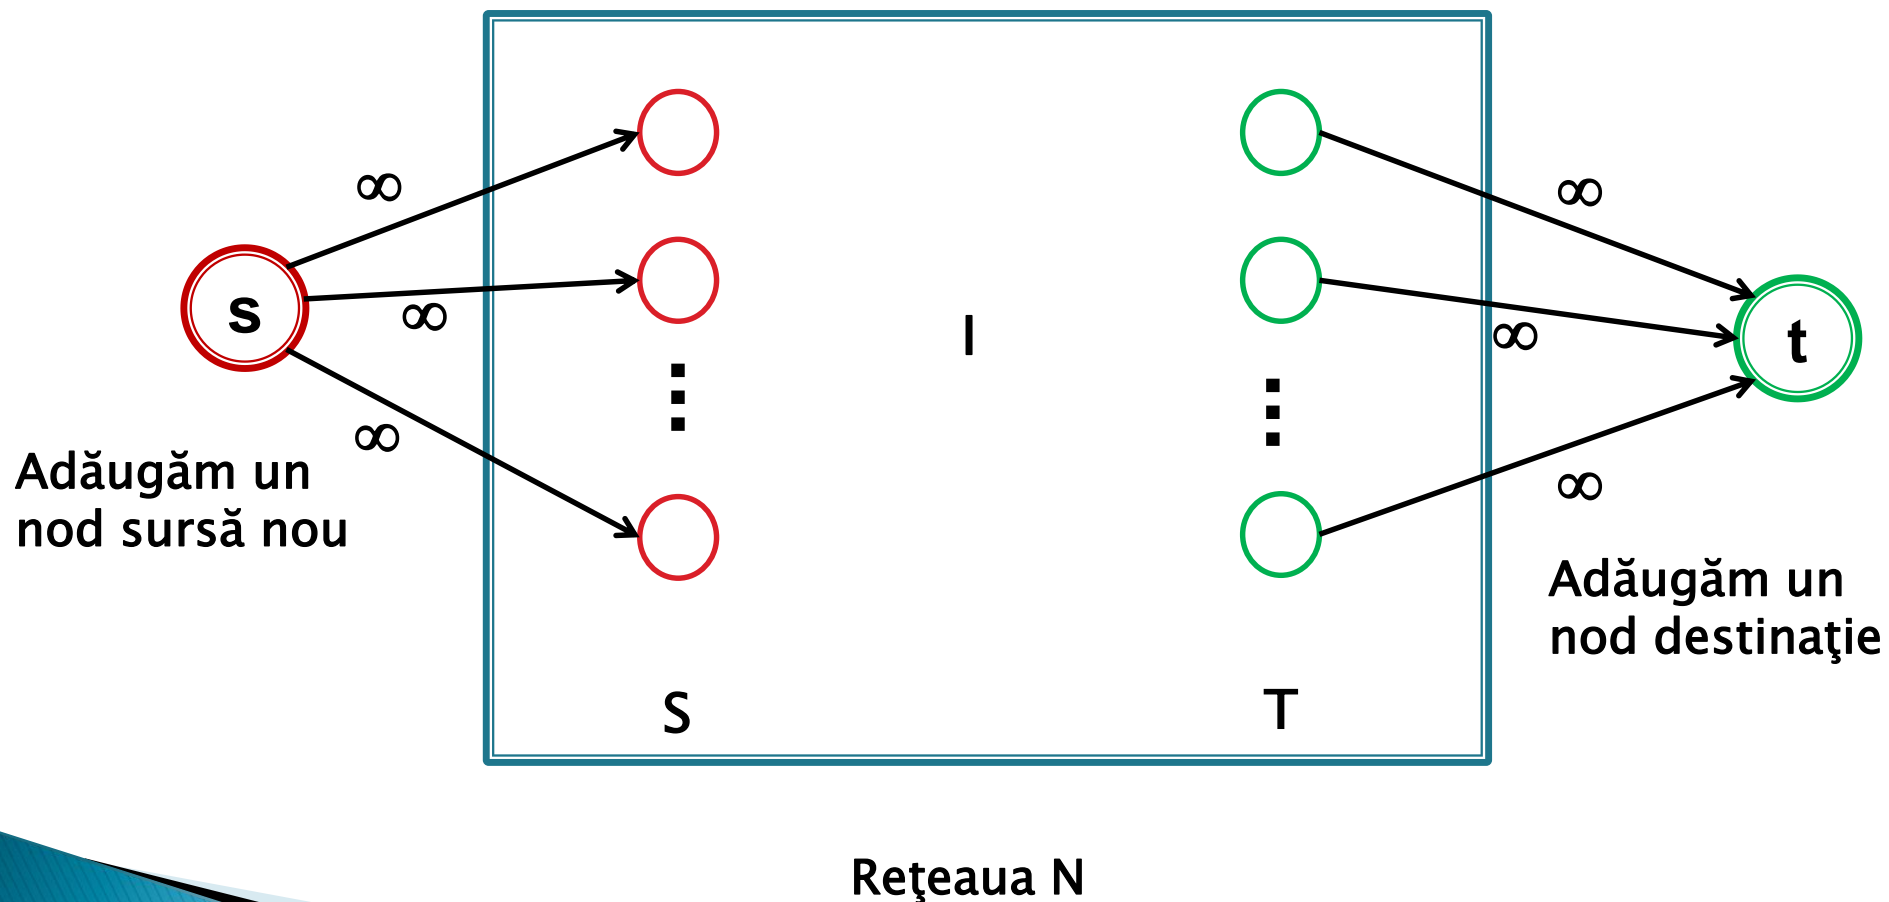 ∞
∞
s
∞
∞
I
∞
t
∞
∞
Adăugăm un
nod sursă nou
Adăugăm un
nod destinaţie
S
T
Reţeaua N